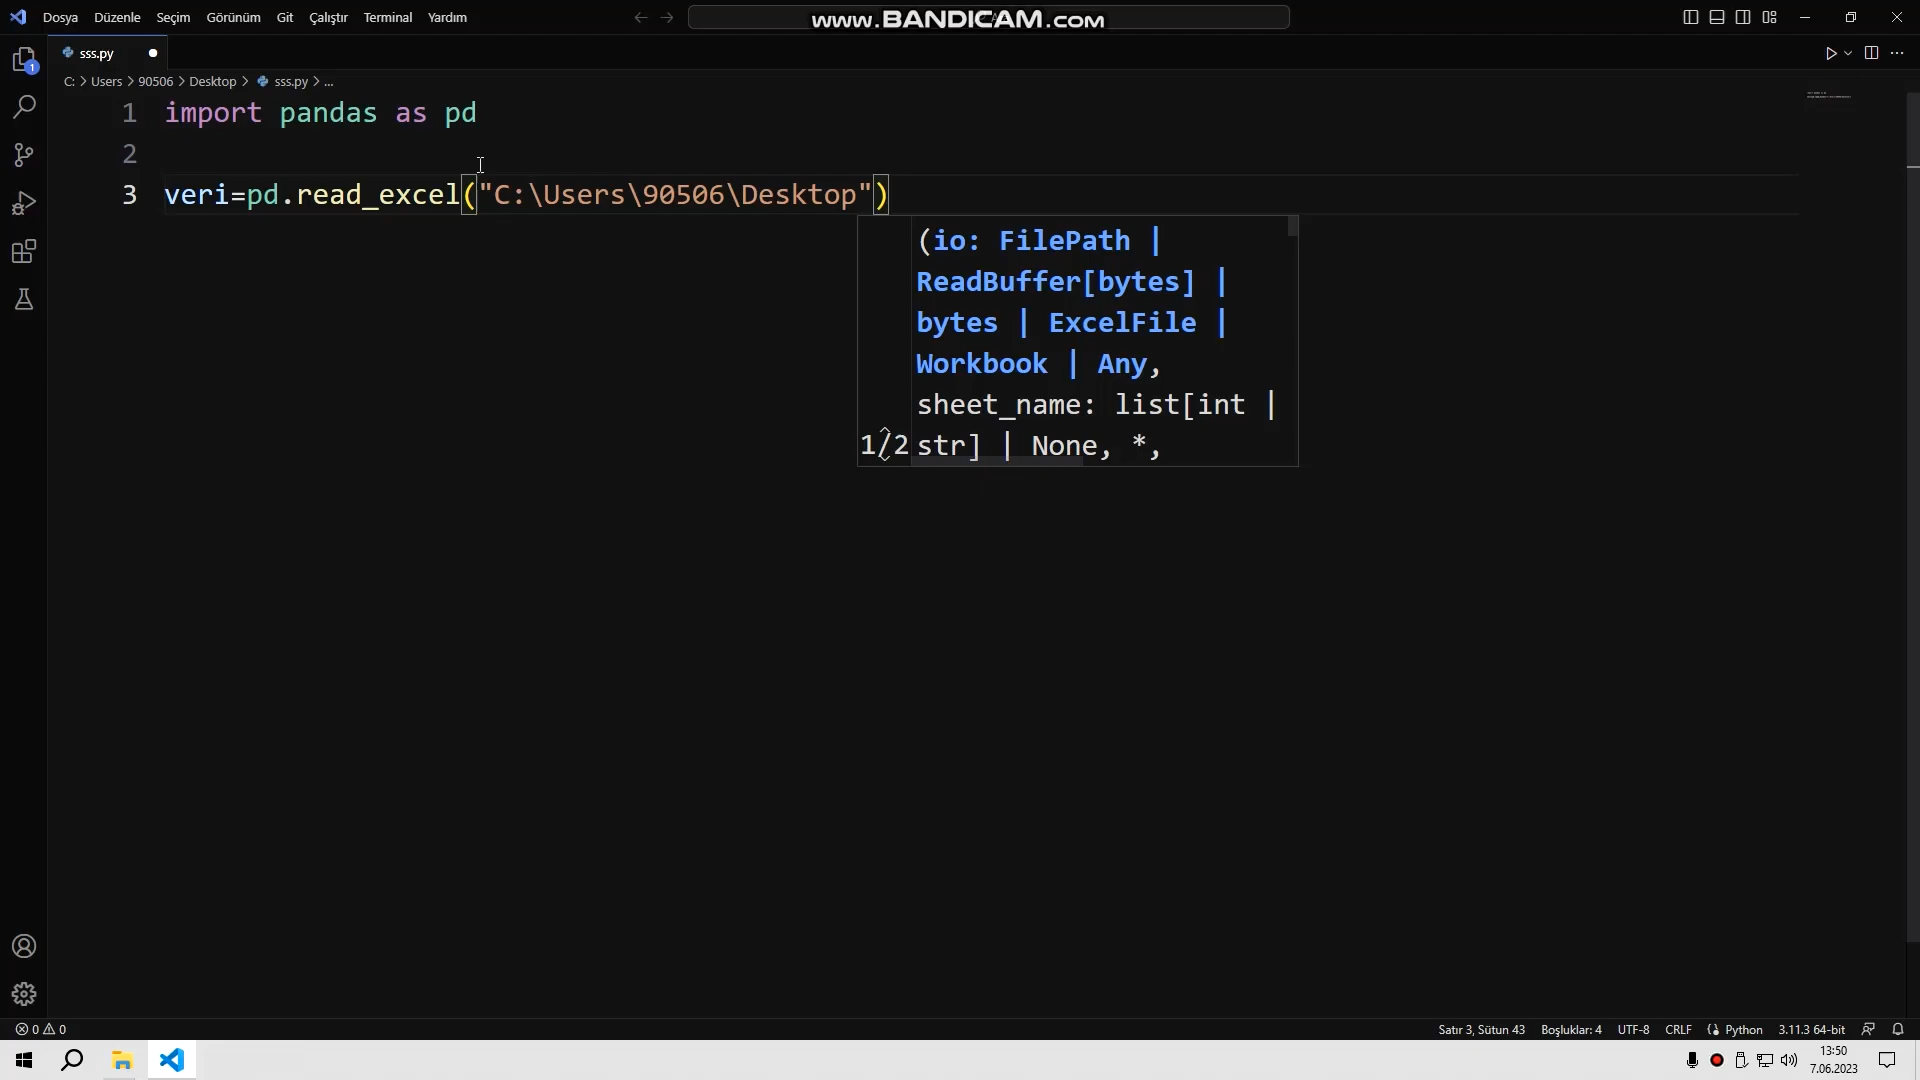 Dosya Düzenle Seçim Görünüm Git Çalıştır Terminal Yardım
www.BANDICAM.com
sss.py
C: > Users > 90506 > Desktop > sss.py > ...
1 import pandas as pd
2
3 veri=pd.read_excel("C:\Users\90506\Desktop")
(io: FilePath |
ReadBuffer[bytes] |
bytes | ExcelFile |
Workbook | Any,
sheet_name: list[int |
1/2 str] | None, *,
1
0 0
Satır 3, Sütun 43 Boşluklar: 4 UTF-8 CRLF Python 3.11.3 64-bit
13:50
7.06.2023